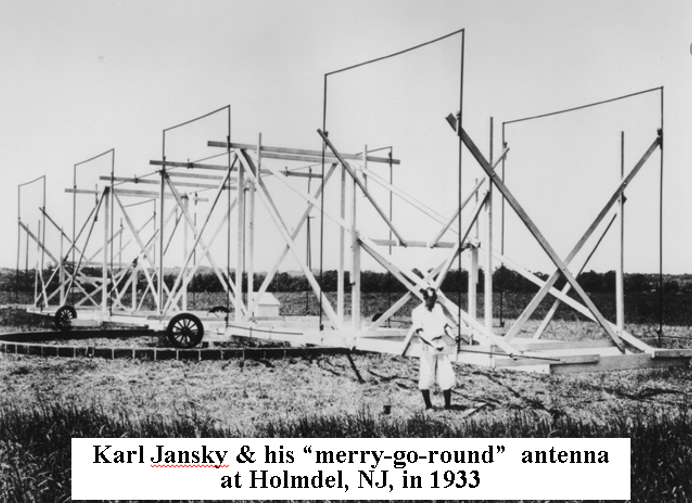 Karl Jansky & his “merry-go-round” antenna
at Holmdel, NJ, in 1933